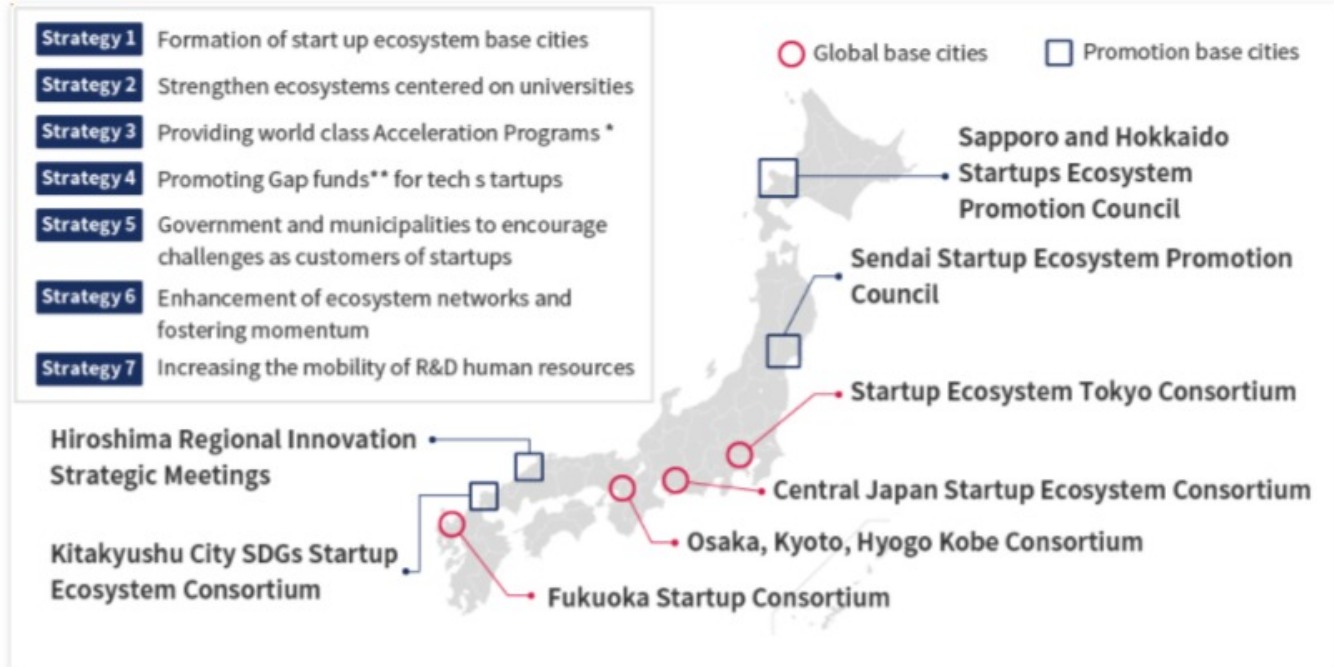 Strategy 1 Formation of start up ecosystem base cities
Strategy 2 Strengthen ecosystems centered on universities
Strategy 3 Providing world class Acceleration Programs *
Strategy 4 Promoting Gap funds** for tech s tartups
Strategy 5 Government and municipalities to encourage
challenges as customers of startups
Strategy 6 Enhancement of ecosystem networks and
fostering momentum
Strategy 7 Increasing the mobility of R&D human resources
Global base cities
Promotion base cities
Sapporo and Hokkaido
Startups Ecosystem
Promotion Council
Sendai Startup Ecosystem Promotion
Council
Startup Ecosystem Tokyo Consortium
Central Japan Startup Ecosystem Consortium
Osaka, Kyoto, Hyogo Kobe Consortium
Fukuoka Startup Consortium
Hiroshima Regional Innovation
Strategic Meetings
Kitakyushu City SDGs Startup
Ecosystem Consortium